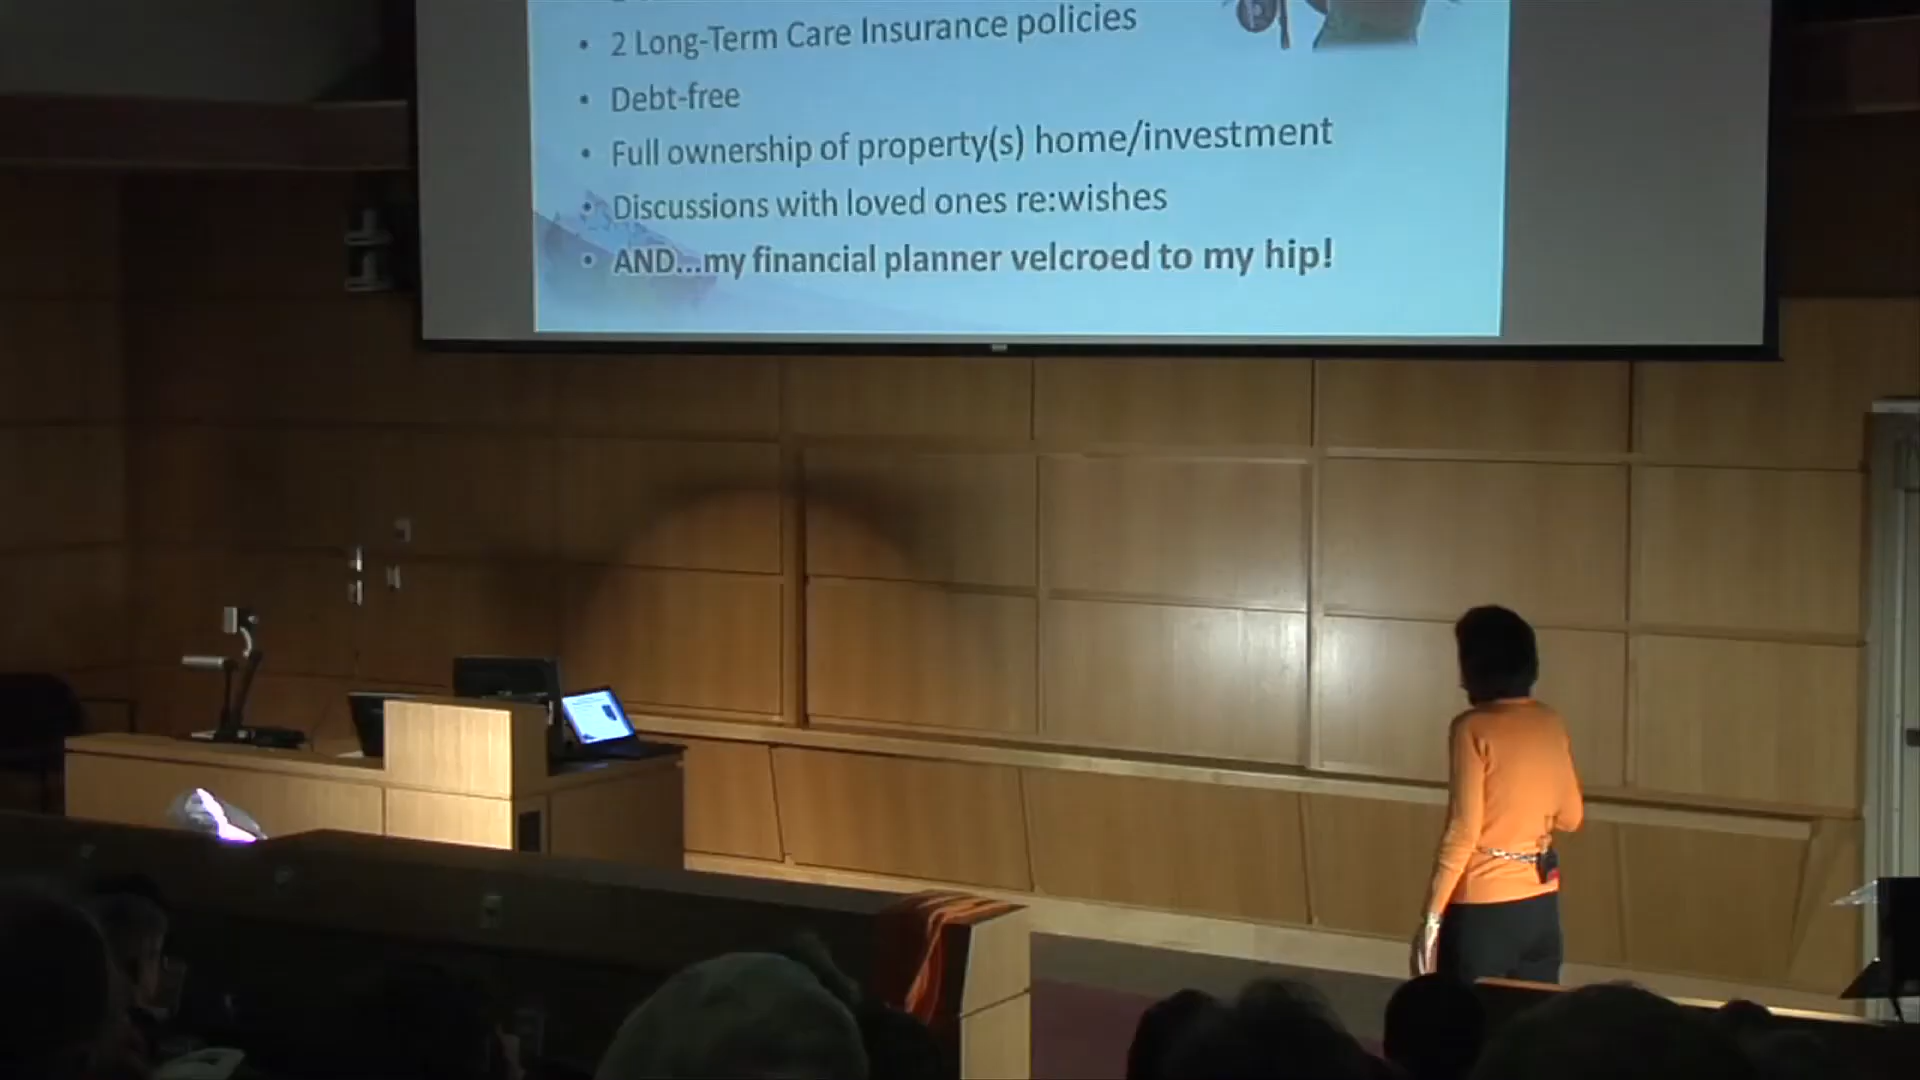 • 2 Long-Term Care Insurance policies
• Debt-free
• Full ownership of property(s) home/investment
• Discussions with loved ones re:wishes
• AND...my financial planner velcroed to my hip!